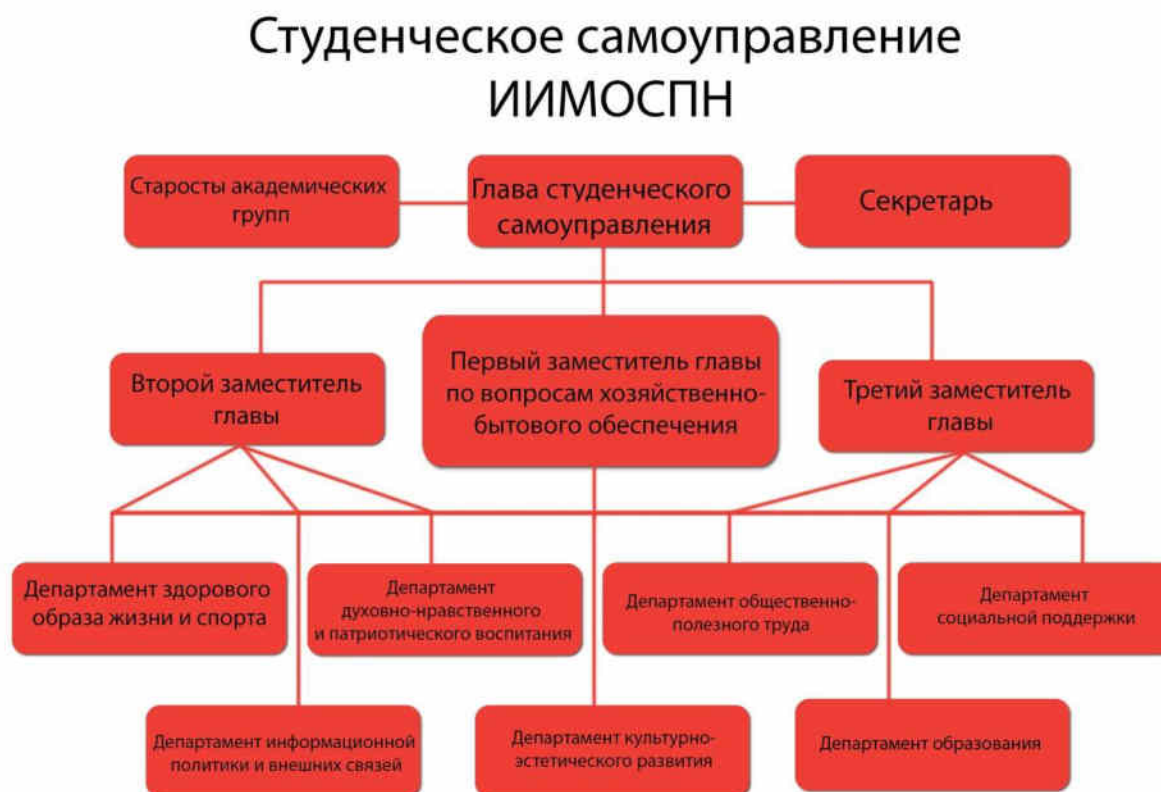 Студенческое самоуправление
ИИМОСПН
Старосты академических
групп
Глава студенческого
самоуправления
Секретарь
Второй заместитель
главы
Первый заместитель главы
по вопросам хозяйственно-
бытового обеспечения
Третий заместитель
главы
Департамент здорового
образа жизни и спорта
Департамент
духовно-нравственного
и патриотического воспитания
Департамент общественно-
полезного труда
Департамент
социальной поддержки
Департамент информационной
политики и внешних связей
Департамент культурно-
эстетического развития
Департамент образования